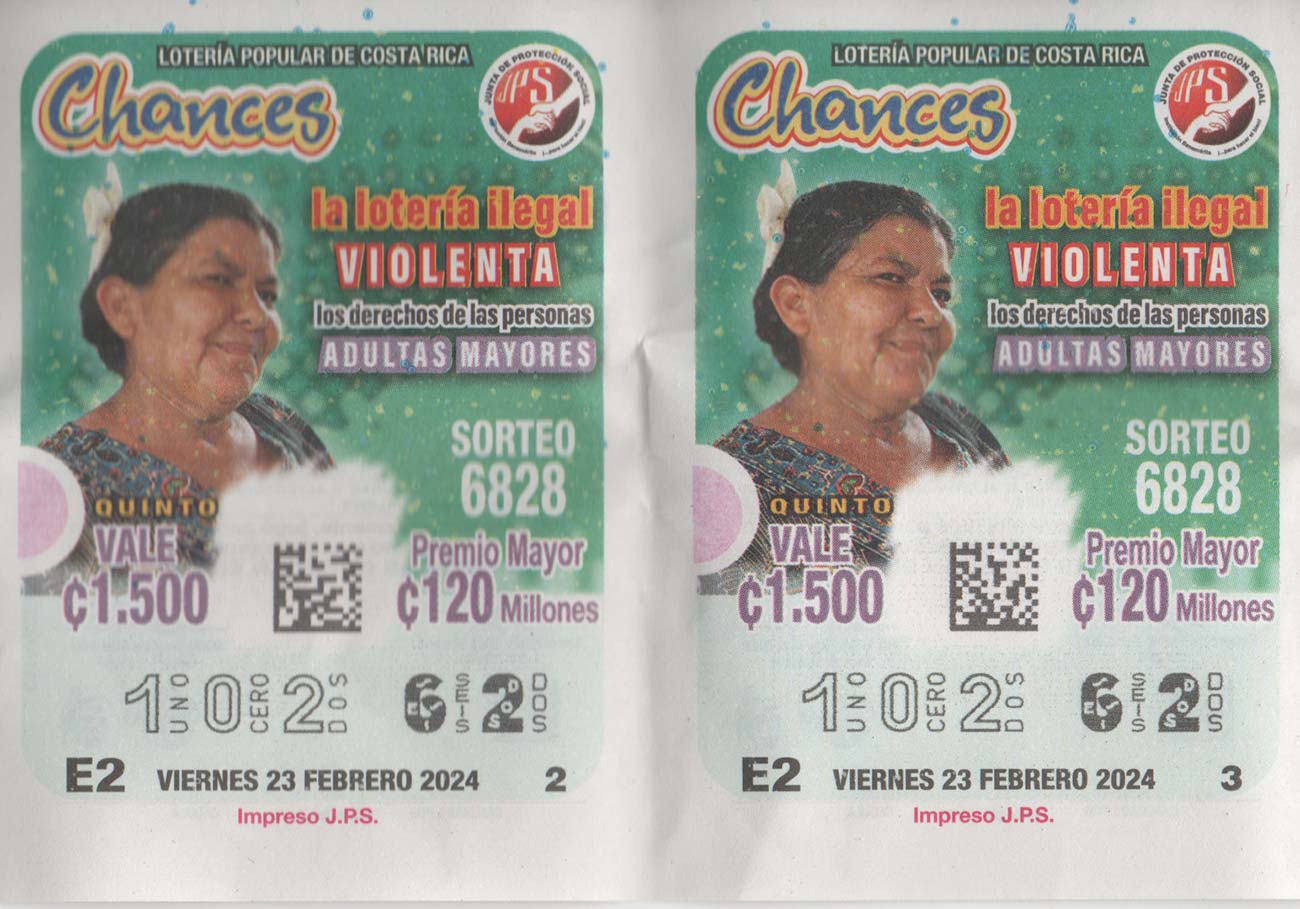 LOTERÍA POPULAR DE COSTA RICA
Chances
JUNTA DE PROTECCIÓN SOCIAL
JPS
la lotería ilegal
VIOLENTA
los derechos de las personas
ADULTAS MAYORES
SORTEO
6828
QUINTO
VALE
₡1.500
Premio Mayor
₡120 Millones
1 UNO 0 CERO 2 DOS 6 SEIS 2 DOS
E2 VIERNES 23 FEBRERO 2024 2
Impreso J.P.S.
LOTERÍA POPULAR DE COSTA RICA
Chances
JUNTA DE PROTECCIÓN SOCIAL
JPS
la lotería ilegal
VIOLENTA
los derechos de las personas
ADULTAS MAYORES
SORTEO
6828
QUINTO
VALE
₡1.500
Premio Mayor
₡120 Millones
1 UNO 0 CERO 2 DOS 6 SEIS 2 DOS
E2 VIERNES 23 FEBRERO 2024 3
Impreso J.P.S.